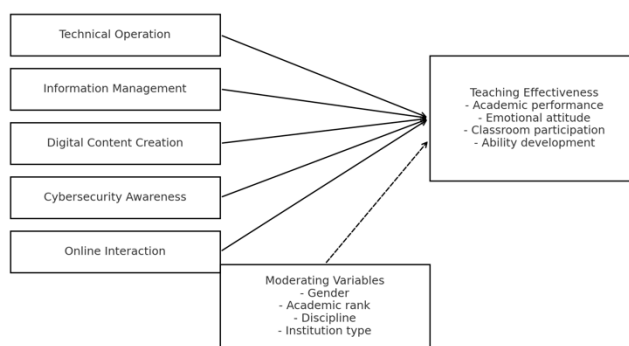 Technical Operation
Information Management
Digital Content Creation
Cybersecurity Awareness
Online Interaction
Teaching Effectiveness
- Academic performance
- Emotional attitude
- Classroom participation
- Ability development
Moderating Variables
- Gender
- Academic rank
- Discipline
- Institution type